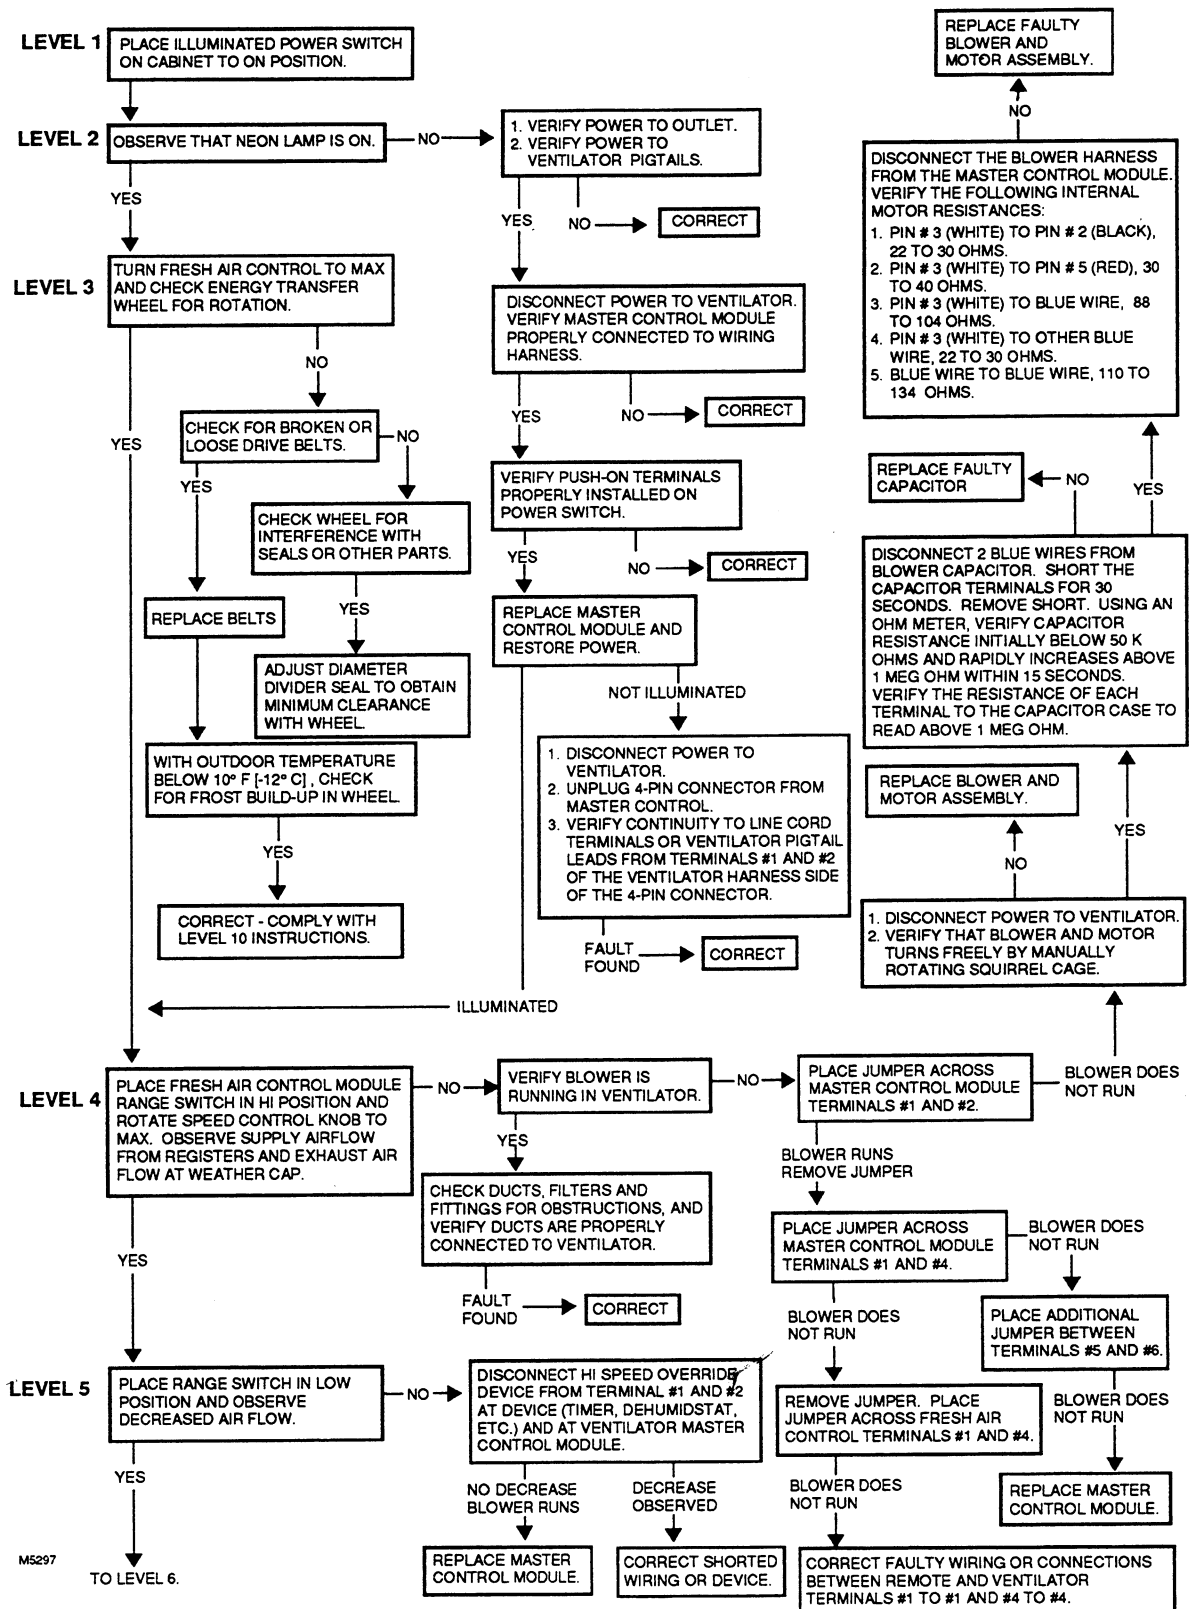 LEVEL 1
PLACE ILLUMINATED POWER SWITCH
ON CABINET TO ON POSITION.
LEVEL 2
OBSERVE THAT NEON LAMP IS ON.
NO
1. VERIFY POWER TO OUTLET.
2. VERIFY POWER TO
VENTILATOR PIGTAILS.
YES
YES
NO
CORRECT
LEVEL 3
TURN FRESH AIR CONTROL TO MAX
AND CHECK ENERGY TRANSFER
WHEEL FOR ROTATION.
NO
YES
CHECK FOR BROKEN OR
LOOSE DRIVE BELTS.
NO
YES
CHECK WHEEL FOR
INTERFERENCE WITH
SEALS OR OTHER PARTS.
YES
REPLACE BELTS
ADJUST DIAMETER
DIVIDER SEAL TO OBTAIN
MINIMUM CLEARANCE
WITH WHEEL.
WITH OUTDOOR TEMPERATURE
BELOW 10° F [-12° C] , CHECK
FOR FROST BUILD-UP IN WHEEL.
YES
CORRECT - COMPLY WITH
LEVEL 10 INSTRUCTIONS.
DISCONNECT POWER TO VENTILATOR.
VERIFY MASTER CONTROL MODULE
PROPERLY CONNECTED TO WIRING
HARNESS.
YES
NO
CORRECT
VERIFY PUSH-ON TERMINALS
PROPERLY INSTALLED ON
POWER SWITCH.
YES
NO
CORRECT
REPLACE MASTER
CONTROL MODULE AND
RESTORE POWER.
NOT ILLUMINATED
1. DISCONNECT POWER TO
VENTILATOR.
2. UNPLUG 4-PIN CONNECTOR FROM
MASTER CONTROL.
3. VERIFY CONTINUITY TO LINE CORD
TERMINALS OR VENTILATOR PIGTAIL
LEADS FROM TERMINALS #1 AND #2
OF THE VENTILATOR HARNESS SIDE
OF THE 4-PIN CONNECTOR.
FAULT
FOUND
CORRECT
ILLUMINATED
REPLACE FAULTY
BLOWER AND
MOTOR ASSEMBLY.
NO
DISCONNECT THE BLOWER HARNESS
FROM THE MASTER CONTROL MODULE.
VERIFY THE FOLLOWING INTERNAL
MOTOR RESISTANCES:
1. PIN # 3 (WHITE) TO PIN # 2 (BLACK),
22 TO 30 OHMS.
2. PIN # 3 (WHITE) TO PIN # 5 (RED), 30
TO 40 OHMS.
3. PIN # 3 (WHITE) TO BLUE WIRE, 88
TO 104 OHMS.
4. PIN # 3 (WHITE) TO OTHER BLUE
WIRE, 22 TO 30 OHMS.
5. BLUE WIRE TO BLUE WIRE, 110 TO
134 OHMS.
REPLACE FAULTY
CAPACITOR
NO
YES
DISCONNECT 2 BLUE WIRES FROM
BLOWER CAPACITOR. SHORT THE
CAPACITOR TERMINALS FOR 30
SECONDS. REMOVE SHORT. USING AN
OHM METER, VERIFY CAPACITOR
RESISTANCE INITIALLY BELOW 50 K
OHMS AND RAPIDLY INCREASES ABOVE
1 MEG OHM WITHIN 15 SECONDS.
VERIFY THE RESISTANCE OF EACH
TERMINAL TO THE CAPACITOR CASE TO
READ ABOVE 1 MEG OHM.
REPLACE BLOWER AND
MOTOR ASSEMBLY.
YES
NO
1. DISCONNECT POWER TO VENTILATOR.
2. VERIFY THAT BLOWER AND MOTOR
TURNS FREELY BY MANUALLY
ROTATING SQUIRREL CAGE.
LEVEL 4
PLACE FRESH AIR CONTROL MODULE
RANGE SWITCH IN HI POSITION AND
ROTATE SPEED CONTROL KNOB TO
MAX. OBSERVE SUPPLY AIRFLOW
FROM REGISTERS AND EXHAUST AIR
FLOW AT WEATHER CAP.
NO
VERIFY BLOWER IS
RUNNING IN VENTILATOR.
NO
PLACE JUMPER ACROSS
MASTER CONTROL MODULE
TERMINALS #1 AND #2.
BLOWER DOES
NOT RUN
YES
BLOWER RUNS
REMOVE JUMPER
CHECK DUCTS, FILTERS AND
FITTINGS FOR OBSTRUCTIONS, AND
VERIFY DUCTS ARE PROPERLY
CONNECTED TO VENTILATOR.
PLACE JUMPER ACROSS
MASTER CONTROL MODULE
TERMINALS #1 AND #4.
BLOWER DOES
NOT RUN
YES
FAULT
FOUND
CORRECT
BLOWER DOES
NOT RUN
PLACE ADDITIONAL
JUMPER BETWEEN
TERMINALS #5 AND #6.
LEVEL 5
PLACE RANGE SWITCH IN LOW
POSITION AND OBSERVE
DECREASED AIR FLOW.
NO
DISCONNECT HI SPEED OVERRIDE
DEVICE FROM TERMINAL #1 AND #2
AT DEVICE (TIMER, DEHUMIDSTAT,
ETC.) AND AT VENTILATOR MASTER
CONTROL MODULE.
REMOVE JUMPER. PLACE
JUMPER ACROSS FRESH AIR
CONTROL TERMINALS #1 AND #4.
BLOWER DOES
NOT RUN
YES
NO DECREASE
BLOWER RUNS
DECREASE
OBSERVED
BLOWER DOES
NOT RUN
REPLACE MASTER
CONTROL MODULE.
REPLACE MASTER
CONTROL MODULE.
CORRECT SHORTED
WIRING OR DEVICE.
CORRECT FAULTY WIRING OR CONNECTIONS
BETWEEN REMOTE AND VENTILATOR
TERMINALS #1 TO #1 AND #4 TO #4.
M5297
TO LEVEL 6.